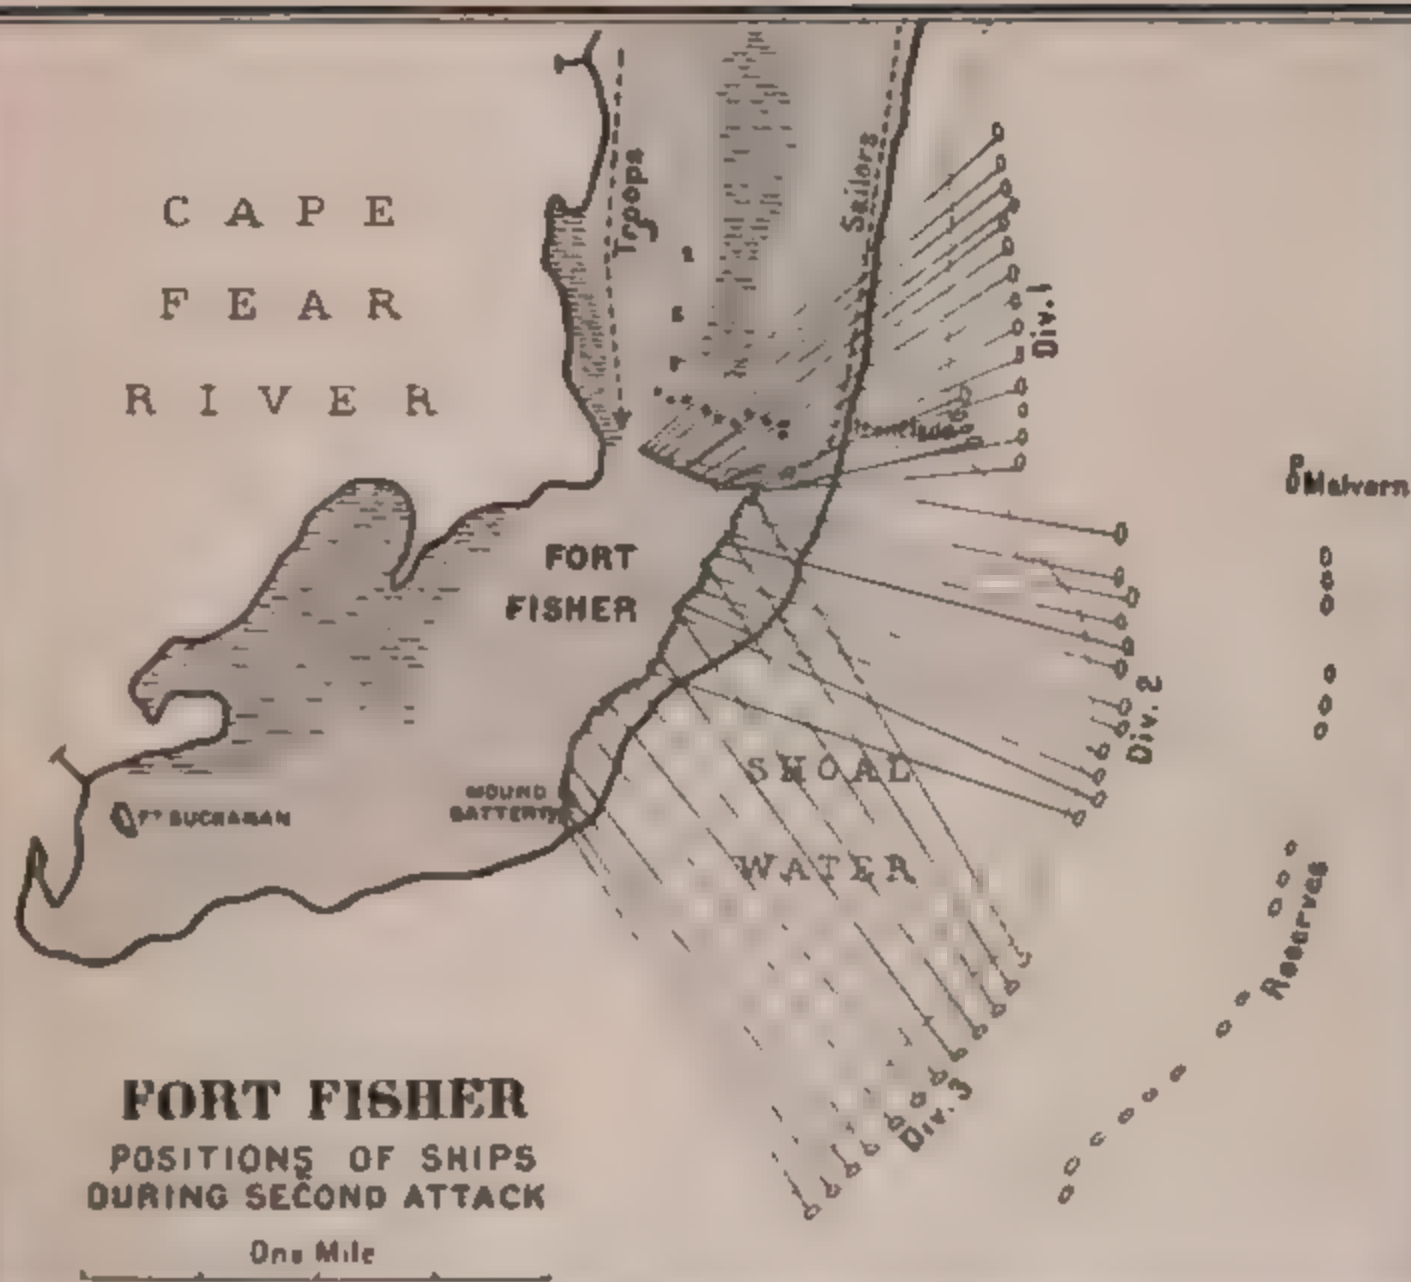 CAPE
FEAR
RIVER
Troops
Sailors
Div. 1
Malvern
FORT
FISHER
Div. 2
SHOAL
WATER
MOUND
BATTERY
FT BUCHANAN
Reserves
Div. 3
FORT FISHER
POSITIONS OF SHIPS
DURING SECOND ATTACK
One Mile